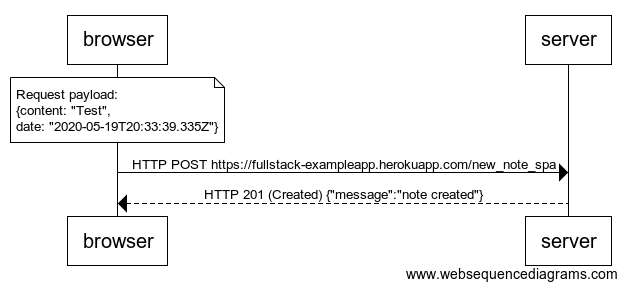 browser
server
Request payload:
{content: "Test",
date: "2020-05-19T20:33:39.335Z"}
HTTP POST https://fullstack-exampleapp.herokuapp.com/new_note_spa
HTTP 201 (Created) {"message":"note created"}
browser
server
www.websequencediagrams.com